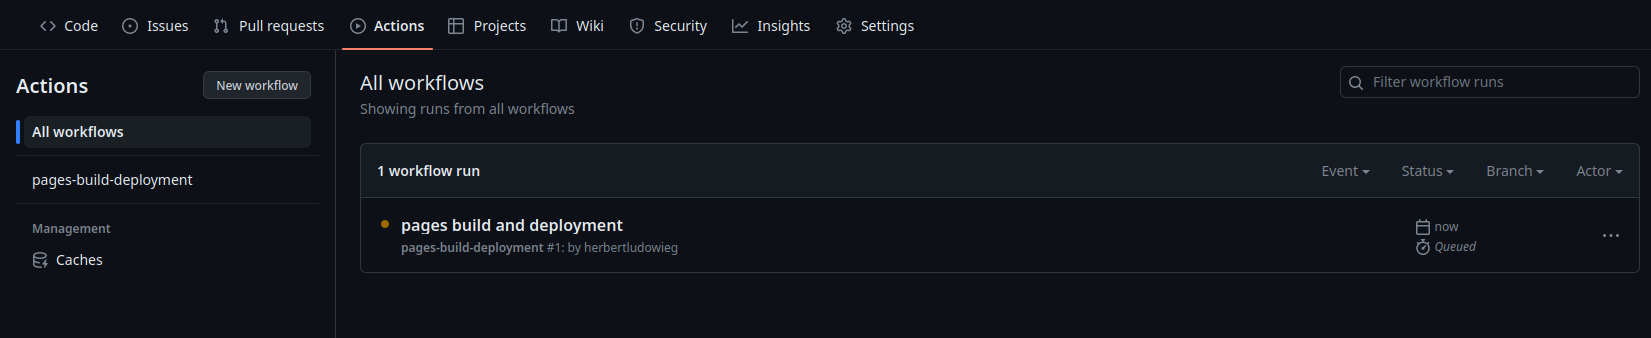 Code Issues Pull requests Actions Projects Wiki Security Insights Settings
Actions New workflow
All workflows
pages-build-deployment
Management
Caches
All workflows
Showing runs from all workflows
Filter workflow runs
1 workflow run Event Status Branch Actor
pages build and deployment
pages-build-deployment #1: by herbertludowieg
now
Queued